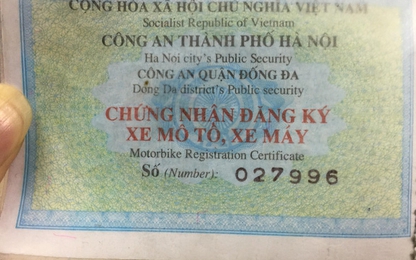 CỘNG HÒA XÃ HỘI CHỦ NGHĨA VIỆT NAM
Socialist Republic of Vietnam
CÔNG AN THÀNH PHỐ HÀ NỘI
Ha Noi city's Public Security
CÔNG AN QUẬN ĐỐNG ĐA
Dong Da district's Public security
CHỨNG NHẬN ĐĂNG KÝ
XE MÔ TÔ, XE MÁY
Motorbike Registration Certificate
Số (Number): 027996